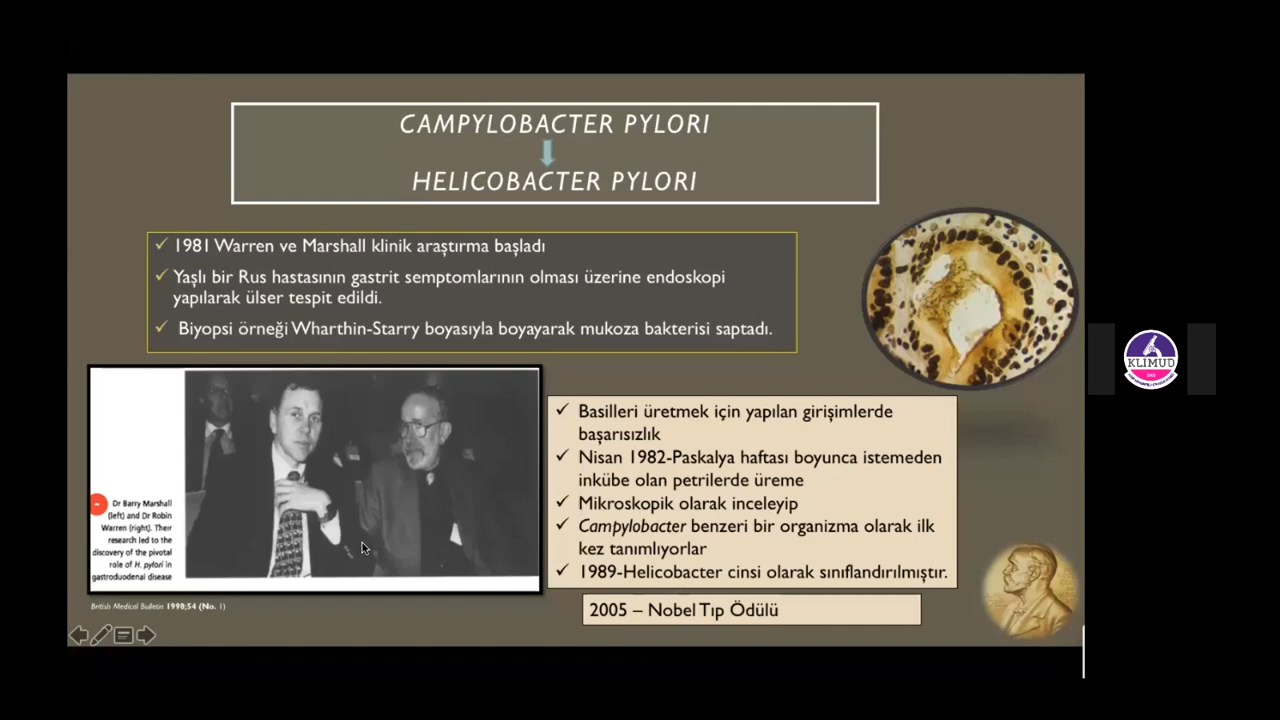 CAMPYLOBACTER PYLORI
HELICOBACTER PYLORI
1981 Warren ve Marshall klinik araştırma başladı
Yaşlı bir Rus hastasının gastrit semptomlarının olması üzerine endoskopi
yapılarak ülser tespit edildi.
Biyopsi örneği Wharthin-Starry boyasıyla boyayarak mukoza bakterisi saptadı.
Dr Barry Marshall
(left) and Dr Robin
Warren (right). Their
research led to the
discovery of the pivotal
role of H. pylori in
gastroduodenal disease
British Medical Bulletin 1998;54 (No. 1)
Basilleri üretmek için yapılan girişimlerde
başarısızlık
Nisan 1982-Paskalya haftası boyunca istemeden
inkübe olan petrilerde üreme
Mikroskopik olarak inceleyip
Campylobacter benzeri bir organizma olarak ilk
kez tanımlıyorlar
1989-Helicobacter cinsi olarak sınıflandırılmıştır.
2005 – Nobel Tıp Ödülü
KLIMUD